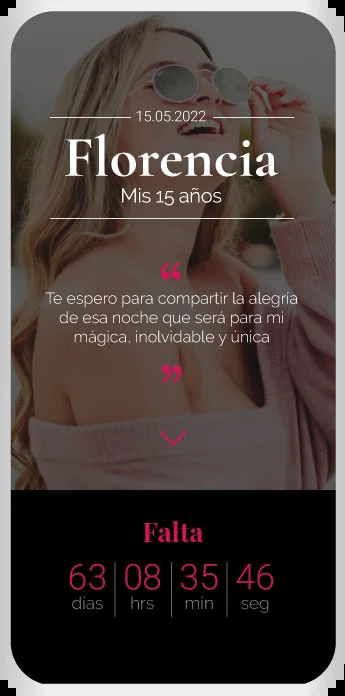 15.05.2022
Florencia
Mis 15 años
“
Te espero para compartir la alegría
de esa noche que será para mi
mágica, inolvidable y única
”
Falta
63 08 35 46
días hrs min seg